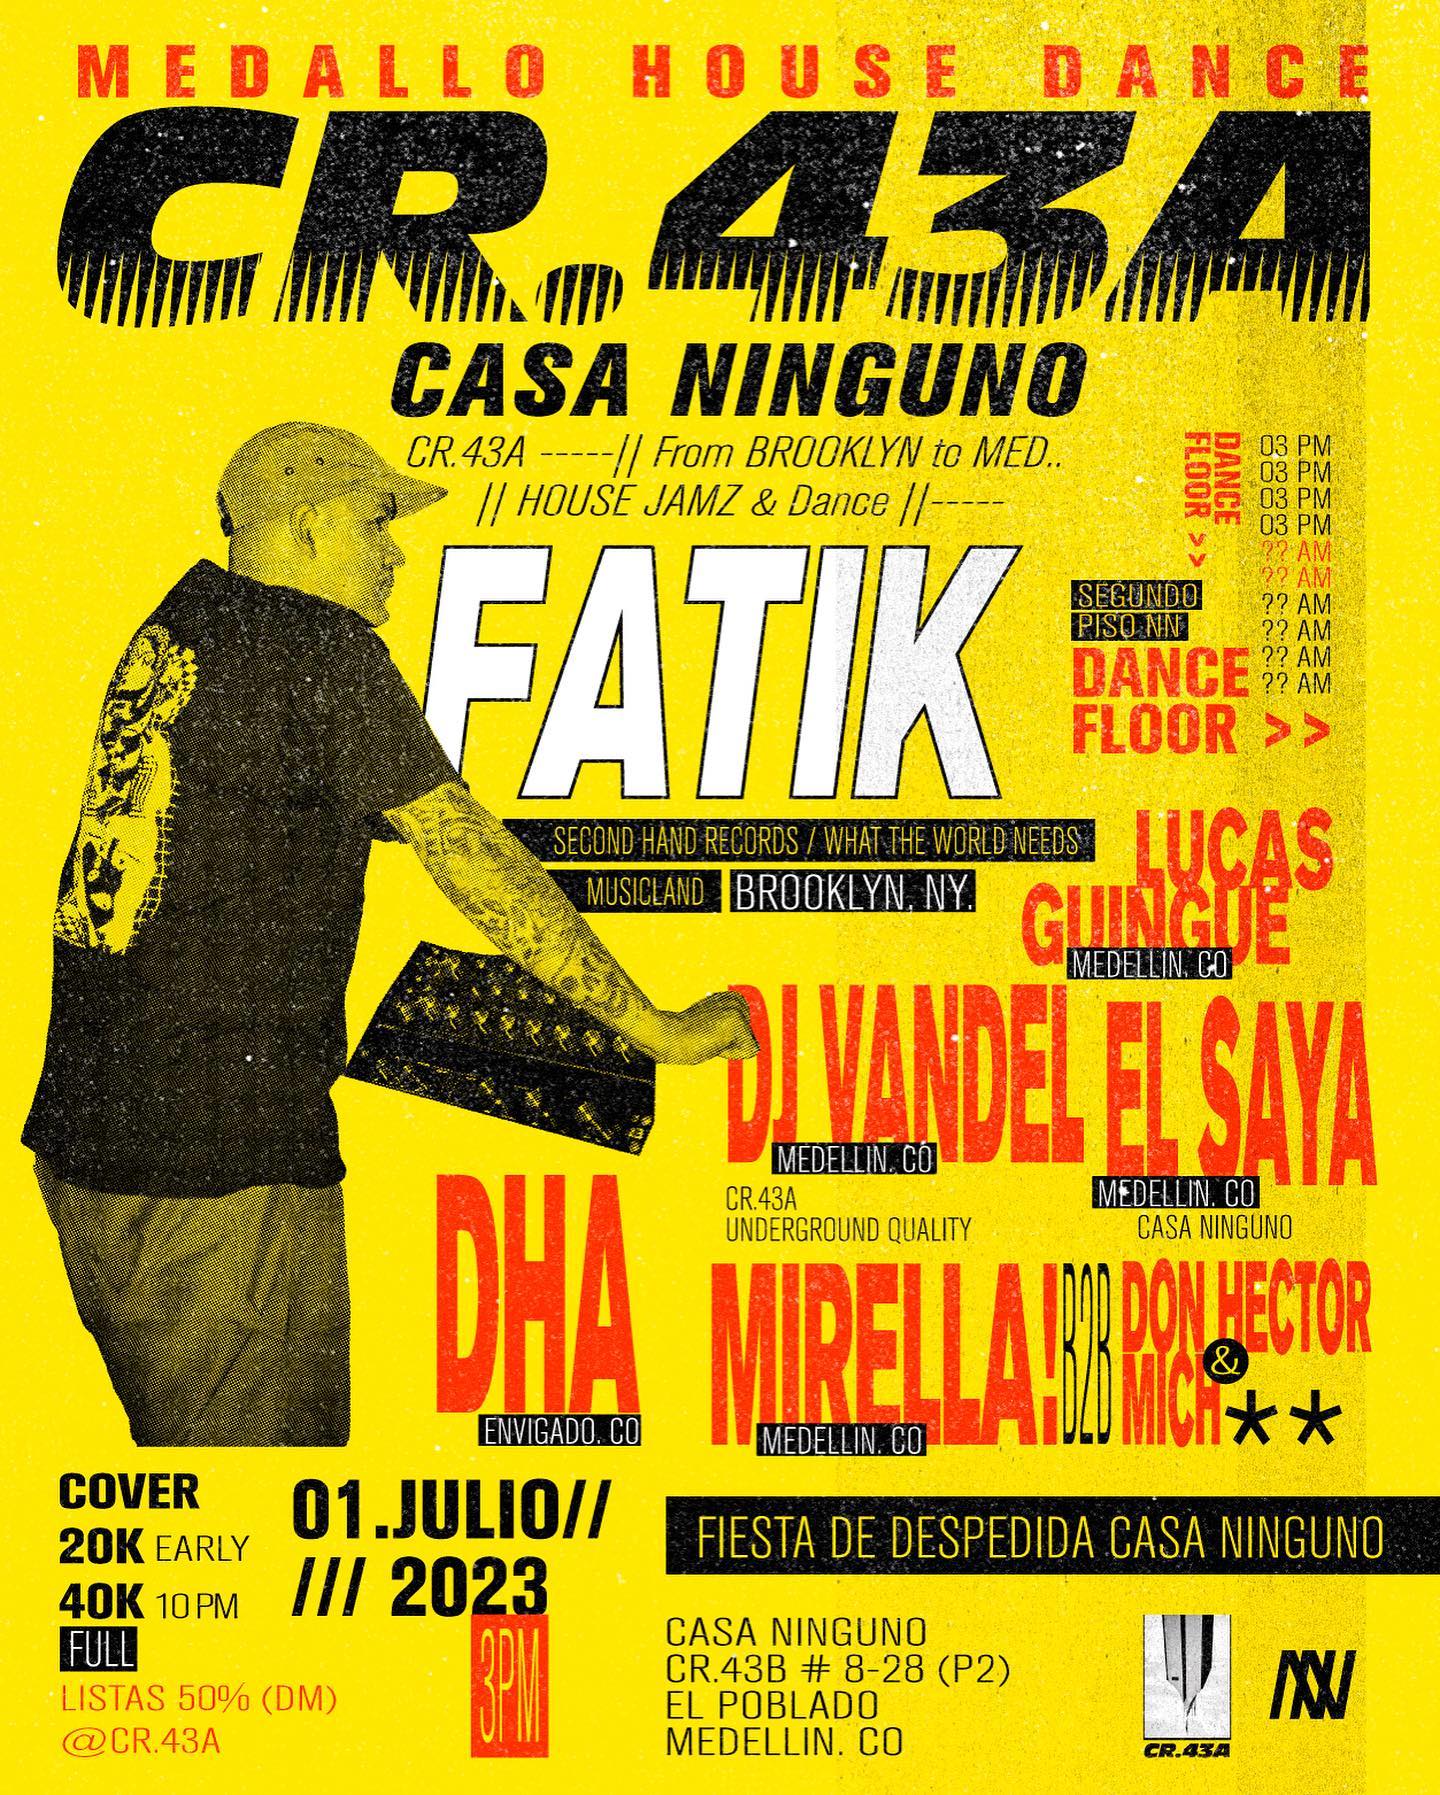 MEDALLO HOUSE DANCE
CR.43A
CASA NINGUNO
CR.43A -----|| From BROOKLYN to MED..
|| HOUSE JAMZ & Dance ||-----
DANCE
FLOOR >>
03 PM
03 PM
03 PM
03 PM
?? AM
?? AM
?? AM
?? AM
?? AM
?? AM
SEGUNDO
PISO NN
DANCE
FLOOR >>
FATIK
SECOND HAND RECORDS / WHAT THE WORLD NEEDS
MUSICLAND BROOKLYN, NY.
LUCAS
GUINGUE
MEDELLIN. CO
DJ VANDEL
MEDELLIN. CO
CR.43A
UNDERGROUND QUALITY
EL SAYA
MEDELLIN. CO
CASA NINGUNO
DHA
ENVIGADO. CO
MIRELLA! B2B DON HECTOR
& MICH**
MEDELLIN. CO
COVER
20K EARLY
40K 10 PM
FULL
LISTAS 50% (DM)
@CR.43A
01.JULIO//
/// 2023
3PM
FIESTA DE DESPEDIDA CASA NINGUNO
CASA NINGUNO
CR.43B # 8-28 (P2)
EL POBLADO
MEDELLIN. CO
CR.43A
NN